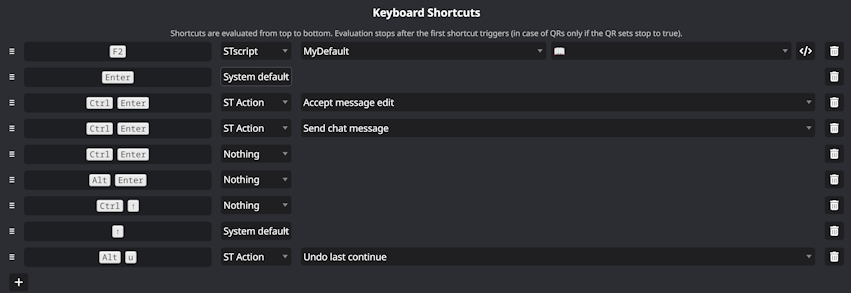 Keyboard Shortcuts
Shortcuts are evaluated from top to bottom. Evaluation stops after the first shortcut triggers (in case of QRs only if the QR sets stop to true).
F2 STscript MyDefault 📖 </>
Enter System default
Ctrl Enter ST Action Accept message edit
Ctrl Enter ST Action Send chat message
Ctrl Enter Nothing
Alt Enter Nothing
Ctrl ↑ Nothing
↑ System default
Alt u ST Action Undo last continue
+